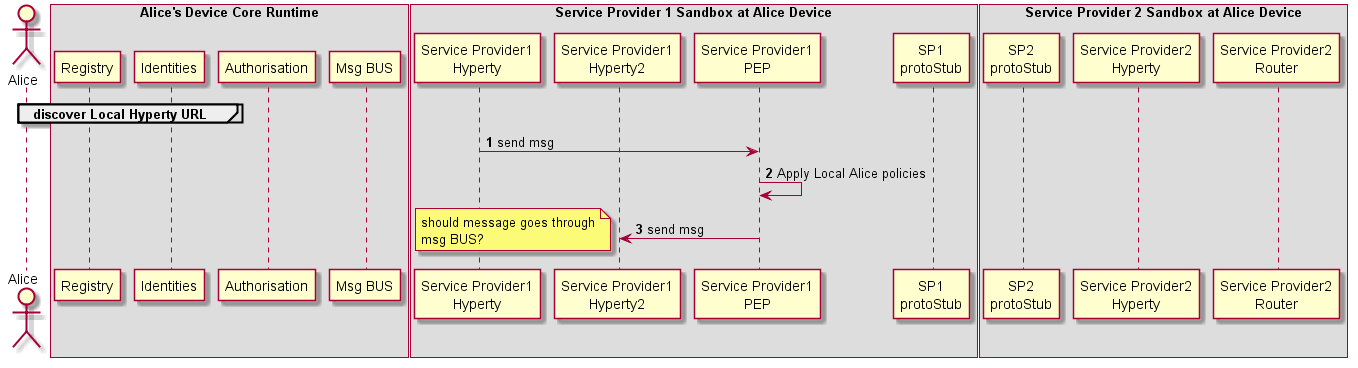 Alice's Device Core Runtime
Service Provider 1 Sandbox at Alice Device
Service Provider 2 Sandbox at Alice Device
Alice
Registry
Identities
Authorisation
Msg BUS
Service Provider1
Hyperty
Service Provider1
Hyperty2
Service Provider1
PEP
SP1
protoStub
SP2
protoStub
Service Provider2
Hyperty
Service Provider2
Router
discover Local Hyperty URL
1 send msg
2 Apply Local Alice policies
should message goes through
msg BUS?
3 send msg
Alice
Registry
Identities
Authorisation
Msg BUS
Service Provider1
Hyperty
Service Provider1
Hyperty2
Service Provider1
PEP
SP1
protoStub
SP2
protoStub
Service Provider2
Hyperty
Service Provider2
Router